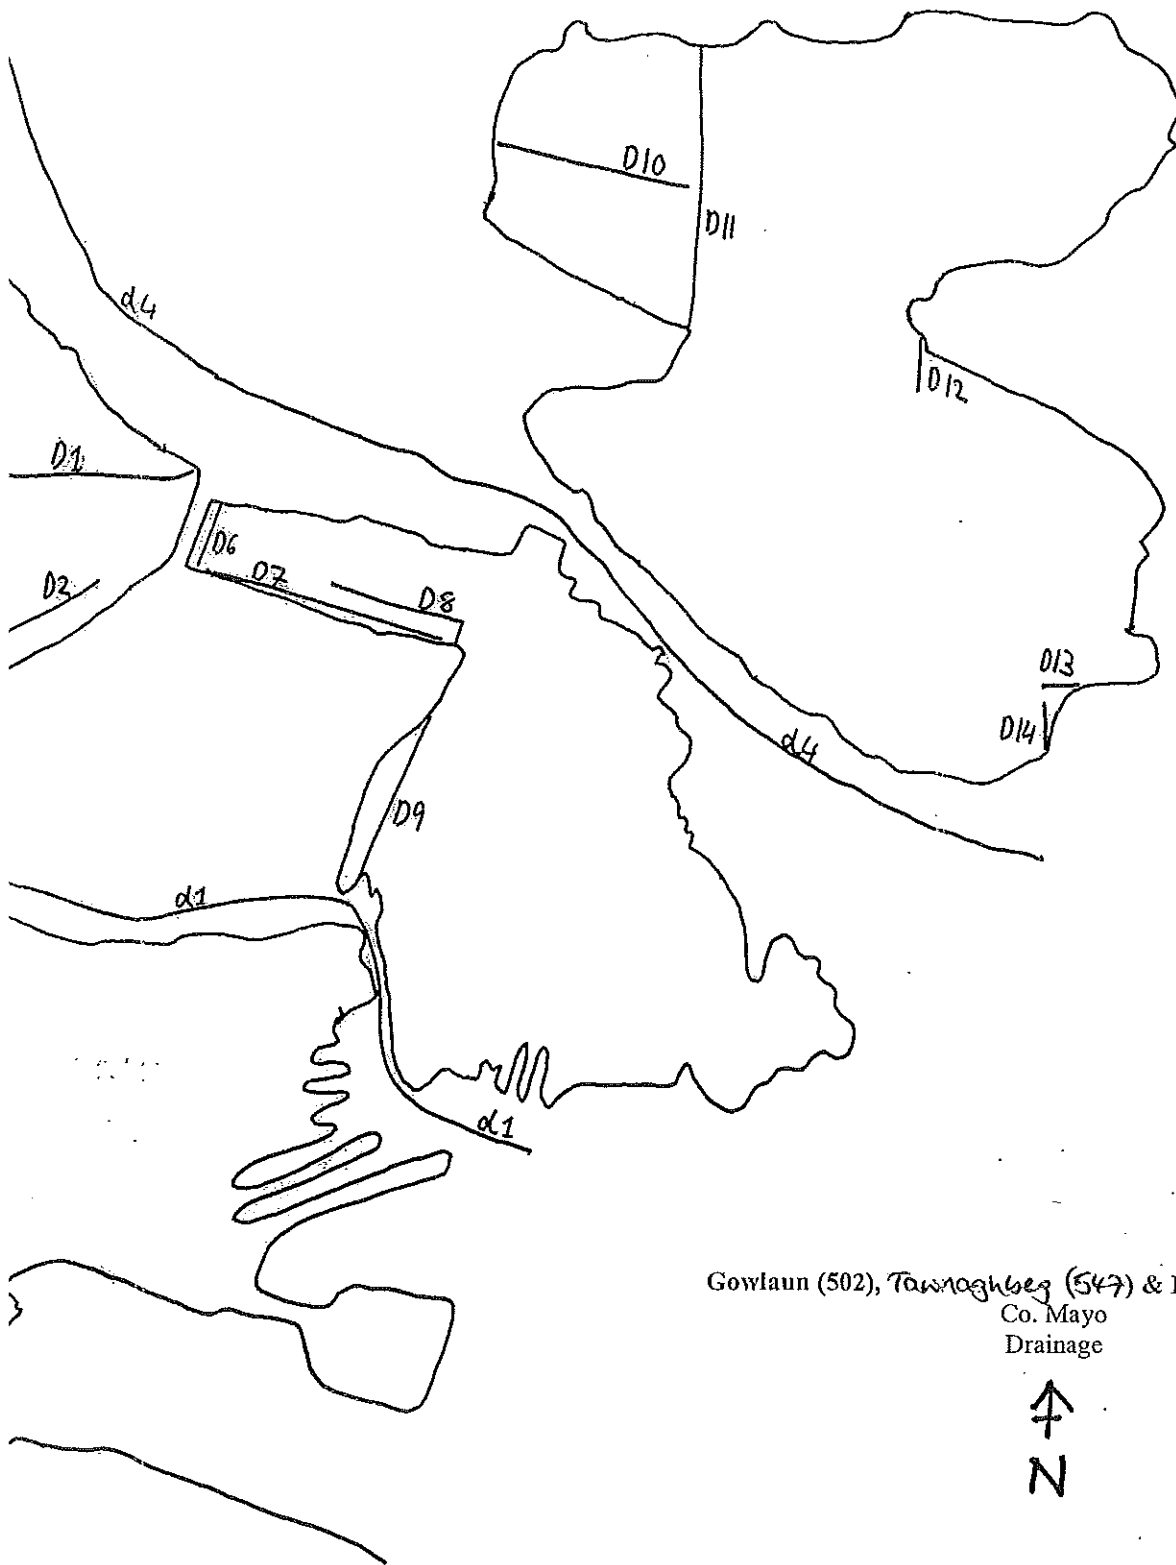 D10
D11
d4
D12
D1
D6
D7
D8
D2
D13
D14
d4
D9
d1
d1
Gowlaun (502), Tawnaghbeg (547) &
Co. Mayo
Drainage
N